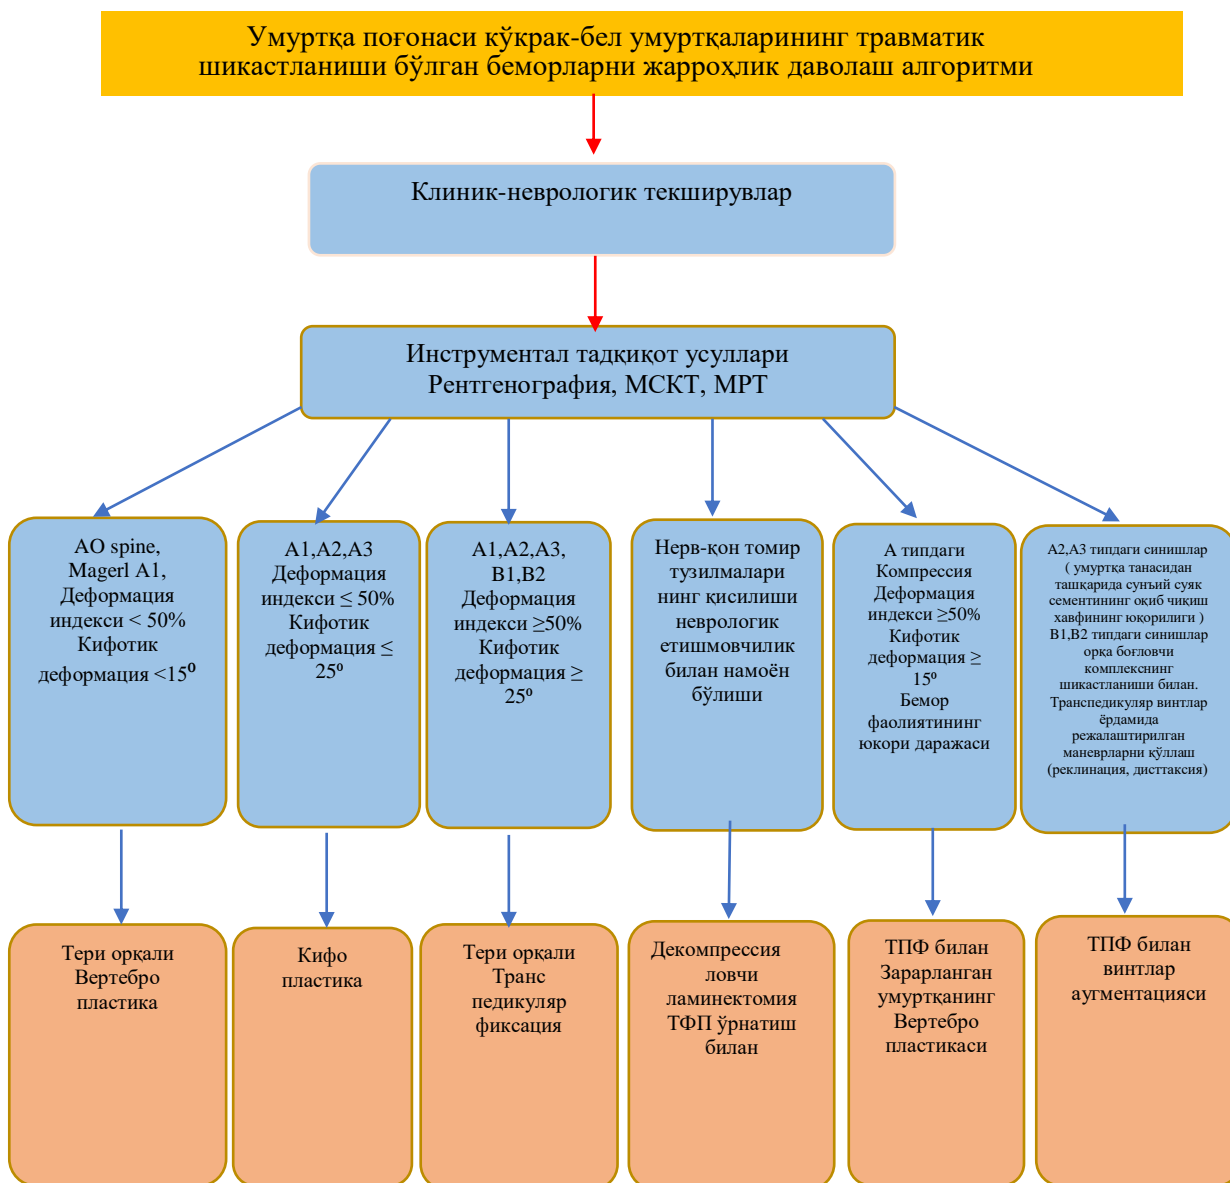 Умуртқа поғонаси кўкрак-бел умуртқаларининг травматик
шикастланиши бўлган беморларни жарроҳлик даволаш алгоритми
Клиник-неврологик текширувлар
Инструментал тадқиқот усуллари
Рентгенография, МСКТ, МРТ
AO spine,
Magerl A1,
Деформация
индекси < 50%
Кифотик
деформация <15⁰
A1,A2,A3
Деформация
индекси ≤ 50%
Кифотик
деформация ≤
25⁰
A1,A2,A3,
B1,B2
Деформация
индекси ≥50%
Кифотик
деформация ≥
25⁰
Нерв-қон томир
тузилмалари
нинг қисилиши
неврологик
етишмовчилик
билан намоён
бўлиши
А типдаги
Компрессия
Деформация
индекси ≥50%
Кифотик
деформация ≥
15⁰
Бемор
фаолиятининг
юкори даражаси
А2,А3 типдаги синишлар
( умуртқа танасидан
ташқарида сунъий суяк
сементининг оқиб чиқиш
хавфининг юқорилиги )
B1,B2 типдаги синишлар
орқа боғловчи
комплекснинг
шикастланиши билан.
Транспедикуляр винтлар
ёрдамида
режалаштирилган
маневрларни қўллаш
(реклинация, дисттаксия)
Тери орқали
Вертебро
пластика
Кифо
пластика
Тери орқали
Транс
педикуляр
фиксация
Декомпрессия
ловчи
ламинектомия
ТФП ўрнатиш
билан
ТПФ билан
Зарарланган
умуртқанинг
Вертебро
пластикаси
ТПФ билан
винтлар
аугментацияси